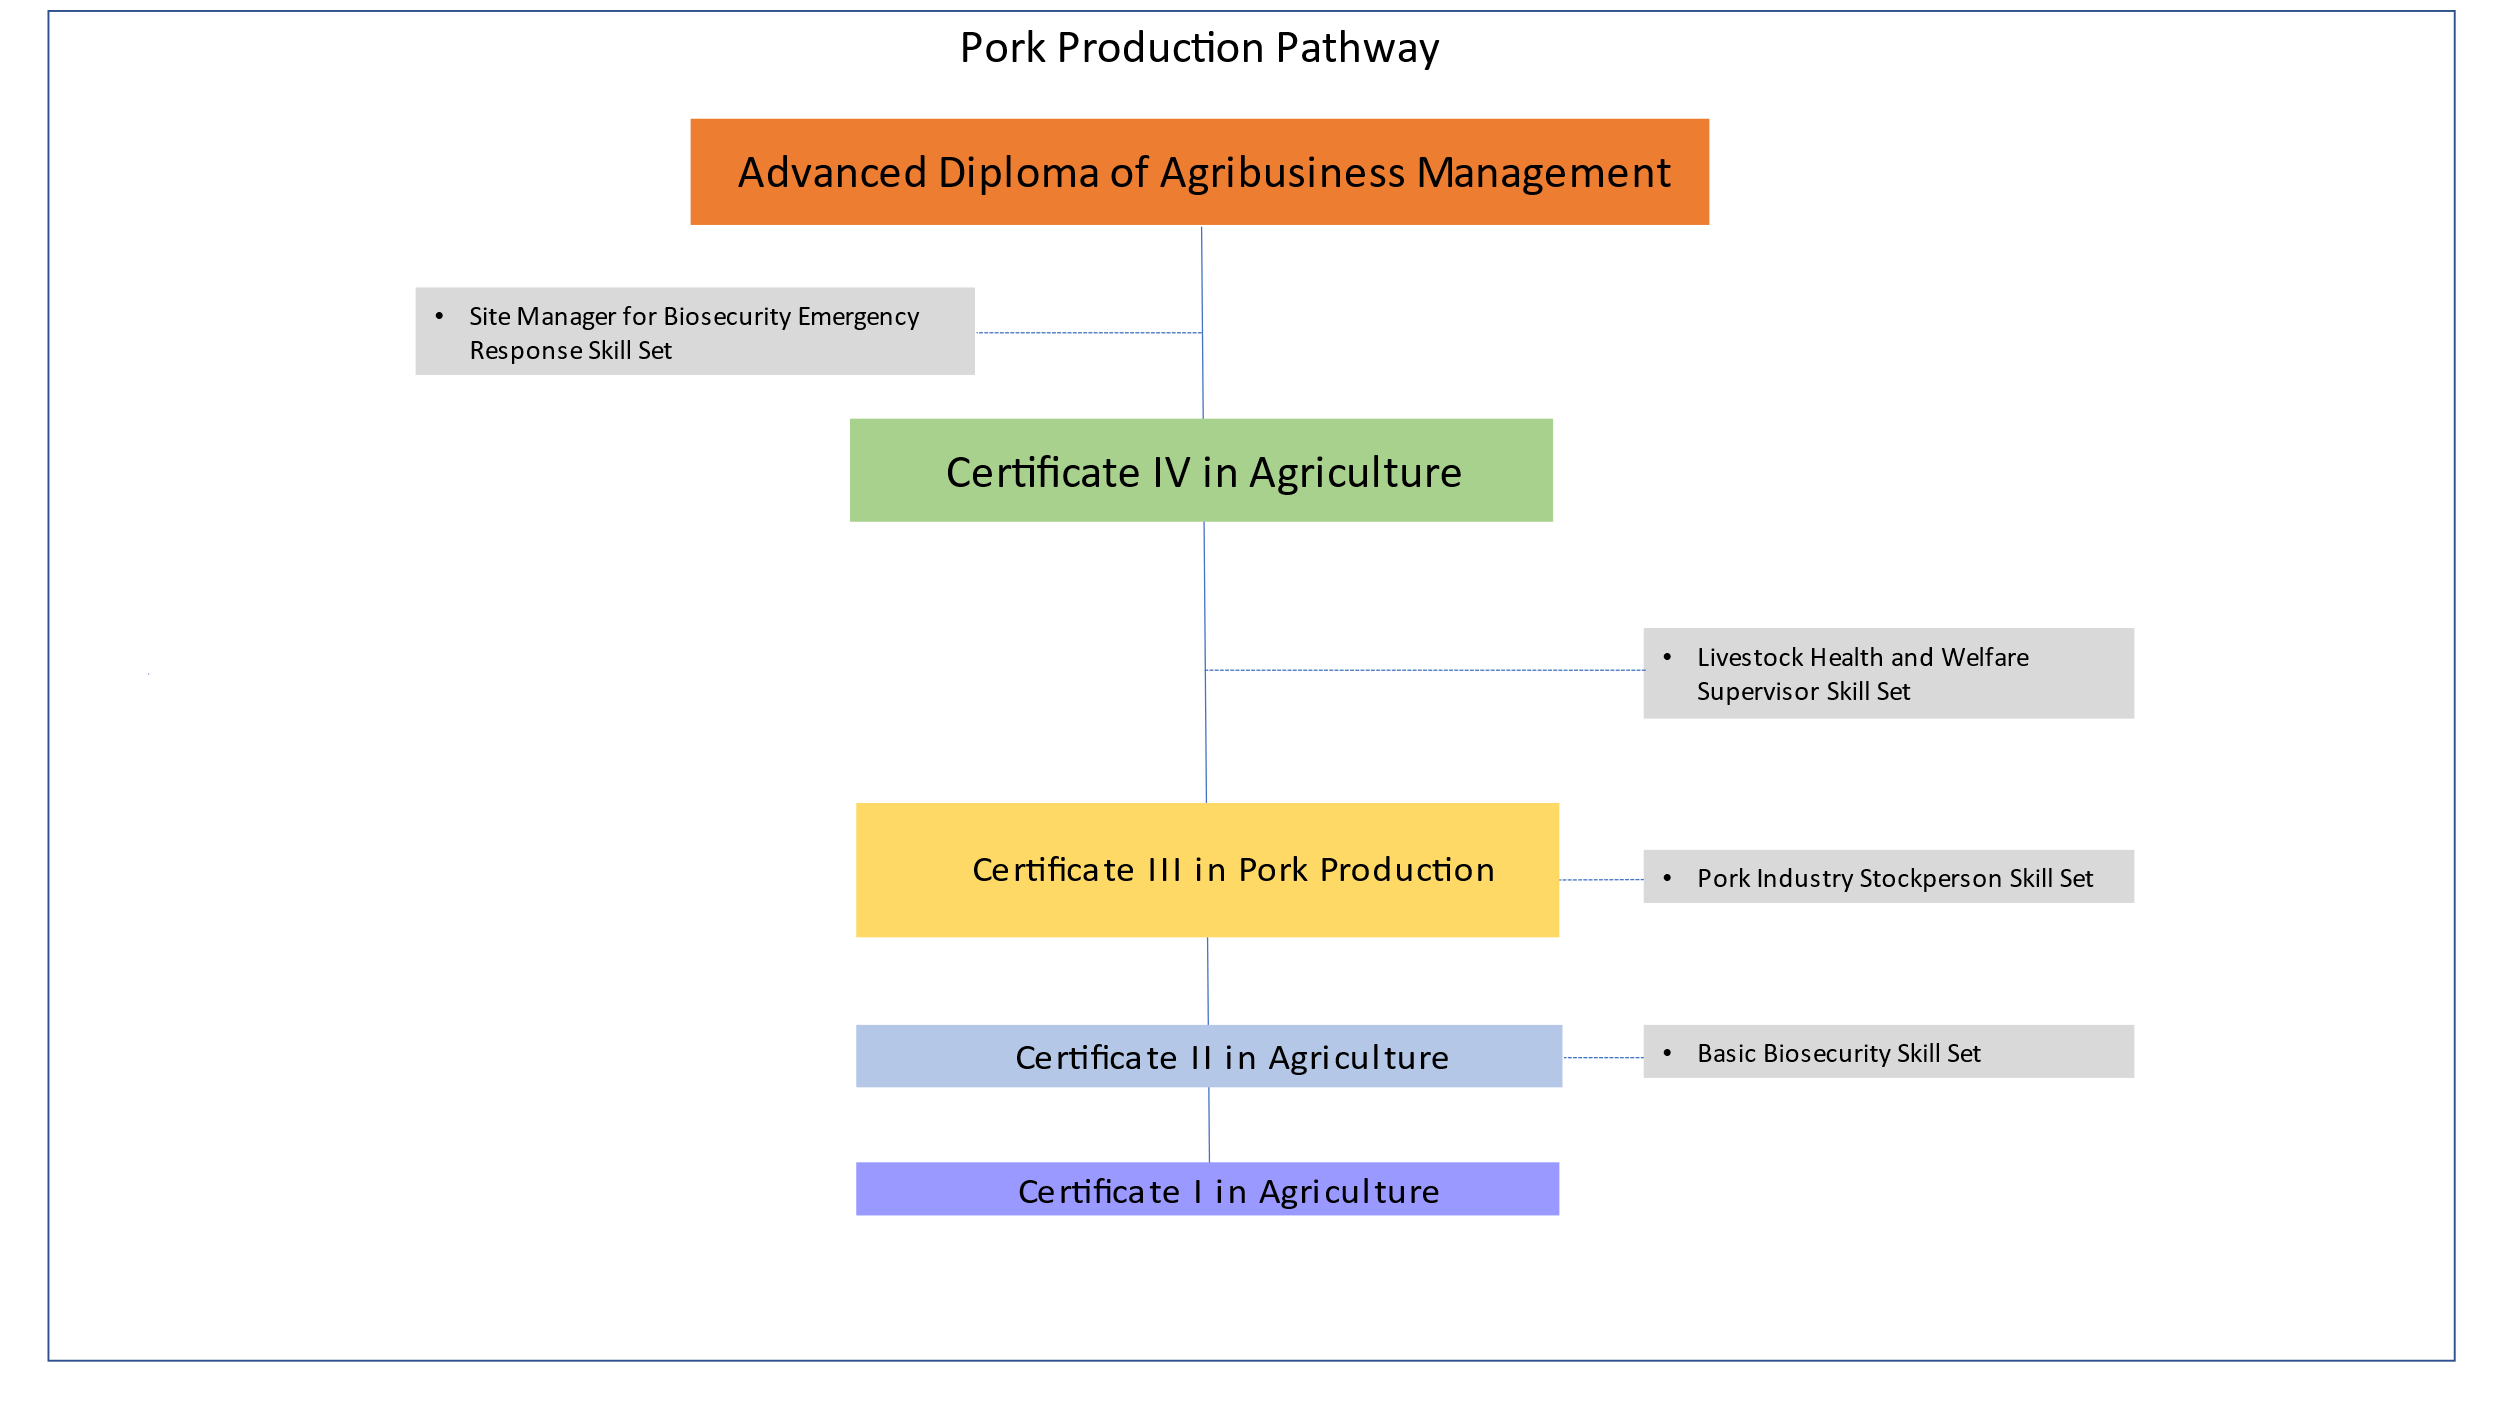 Pork Production Pathway
Advanced Diploma of Agribusiness Management
• Site Manager for Biosecurity Emergency
Response Skill Set
Certificate IV in Agriculture
• Livestock Health and Welfare
Supervisor Skill Set
Certificate III in Pork Production
• Pork Industry Stockperson Skill Set
Certificate II in Agriculture
• Basic Biosecurity Skill Set
Certificate I in Agriculture